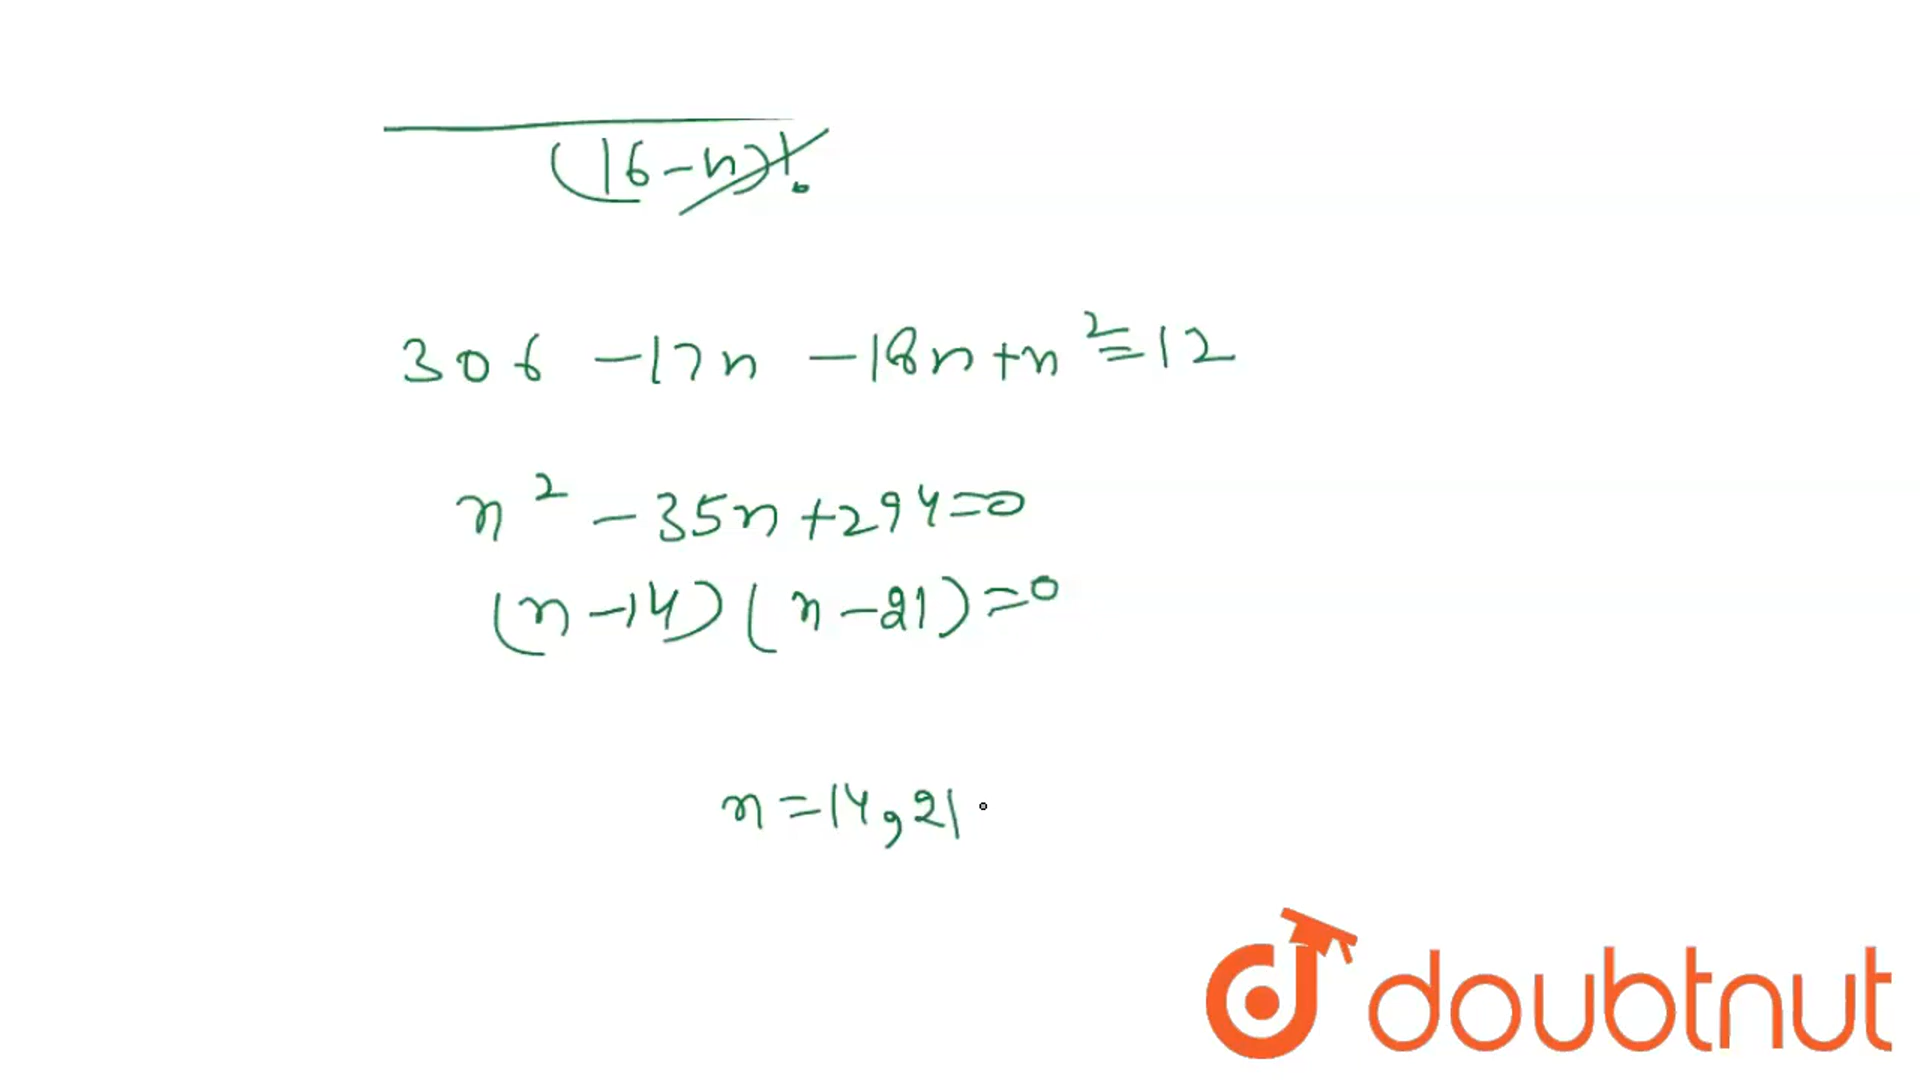 (16-n)!
306 -17n -18n+n²=12
n² -35n+294=0
(n-14)(n-21)=0
n=14,21
doubtnut